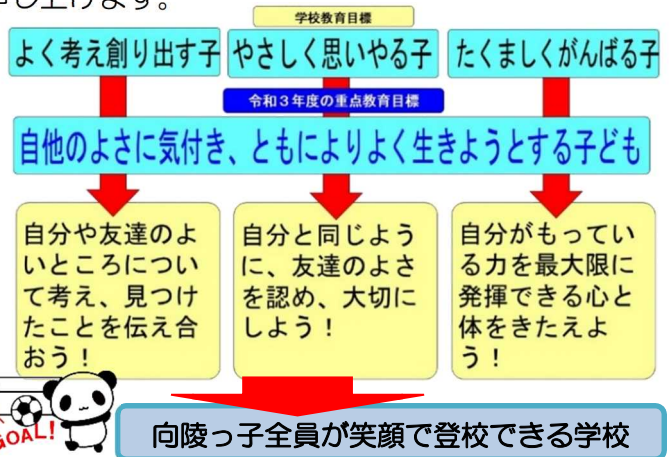 し上げます。
学校教育目標
よく考え創り出す子
やさしく思いやる子
たくましくがんばる子
令和3年度の重点教育目標
自他のよさに気付き、ともによりよく生きようとする子ども
自分や友達のよ
いところについ
て考え、見つけ
たことを伝え合
おう!
自分と同じよう
に、友達のよさ
を認め、大切に
しよう!
自分がもってい
る力を最大限に
発揮できる心と
体をきたえよ
う!
GOAL!
向陵っ子全員が笑顔で登校できる学校